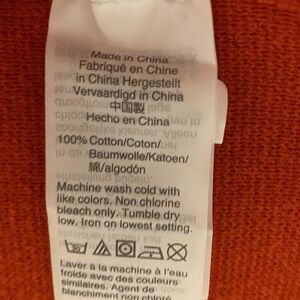 Made in China
Fabriqué en Chine
in China Hergestellt
Vervaardigd in China
中国製
Hecho en China
100% Cotton/Coton/
Baumwolle/Katoen/
綿/algodón
Machine wash cold with
like colors. Non chlorine
bleach only. Tumble dry
low. Iron on lowest setting.
Laver à la machine à l'eau
froide avec des couleurs
similaires. Agent de
blanchiment non chloré